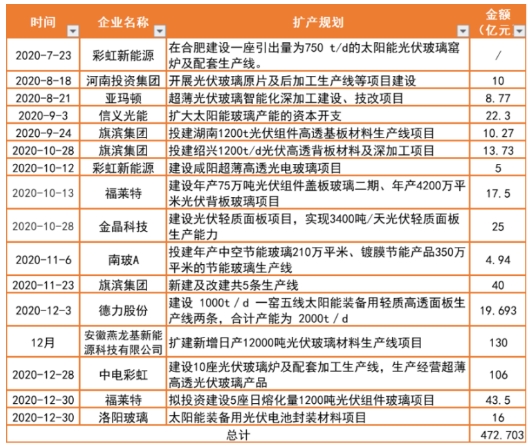 时间 企业名称 扩产规划 金额(亿元)
2020-7-23 彩虹新能源 在合肥建设一座引出量为750 t/d的太阳能光伏玻璃窑
炉及配套生产线。 /
2020-8-18 河南投资集团 开展光伏玻璃原片及后加工生产线等项目建设 10
2020-8-21 亚玛顿 超薄光伏玻璃智能化深加工建设、技改项目 8.77
2020-9-3 信义光能 扩大太阳能玻璃产能的资本开支 22.3
2020-9-24 旗滨集团 投建湖南1200t光伏组件高透基板材料生产线项目 10.27
2020-10-28 旗滨集团 投建绍兴1200t/d光伏高透背板材料及深加工项目 13.73
2020-10-12 彩虹新能源 建设咸阳超薄高透光电玻璃项目 5
2020-10-13 福莱特 建设年产75万吨光伏组件盖板玻璃二期、年产4200万平
米光伏背板玻璃项目 17.5
2020-10-28 金晶科技 建设光伏轻质面板项目，实现3400吨/天光伏轻质面板
生产能力 25
2020-11-6 南玻A 投建年产中空节能玻璃210万平米、镀膜节能产品350万
平米的节能玻璃生产线 4.94
2020-11-23 旗滨集团 新建及改建共5条生产线 40
2020-12-3 德力股份 建设 1000t/d 一窑五线太阳能装备用轻质高透面板生
产线两条，合计产能为 2000t/d 19.693
12月 安徽燕龙基新能
源科技有限公司 扩建新增日产12000吨光伏玻璃材料生产线项目 130
2020-12-28 中电彩虹 建设10座光伏玻璃炉及配套加工生产线，生产经营超薄
高透光伏玻璃产品 106
2020-12-30 福莱特 拟投资建设5座日熔化量1200吨光伏组件玻璃项目 43.5
2020-12-30 洛阳玻璃 太阳能装备用光伏电池封装材料项目 16
总计 472.703